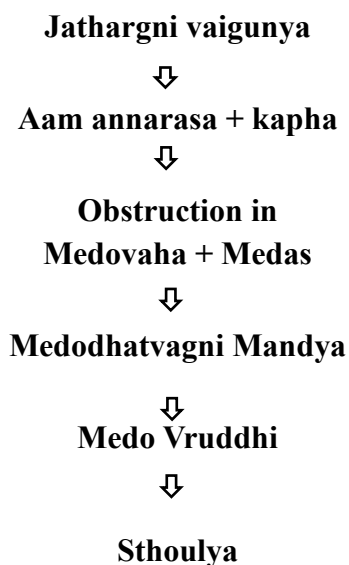 Jathargni vaigunya
Aam annarasa + kapha
Obstruction in
Medovaha + Medas
Medodhatvagni Mandya
Medo Vruddhi
Sthoulya